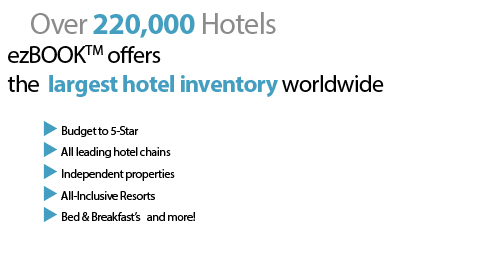 Over 220,000 Hotels
ezBOOK™ offers
the largest hotel inventory worldwide
Budget to 5-Star
All leading hotel chains
Independent properties
All-Inclusive Resorts
Bed & Breakfast's and more!